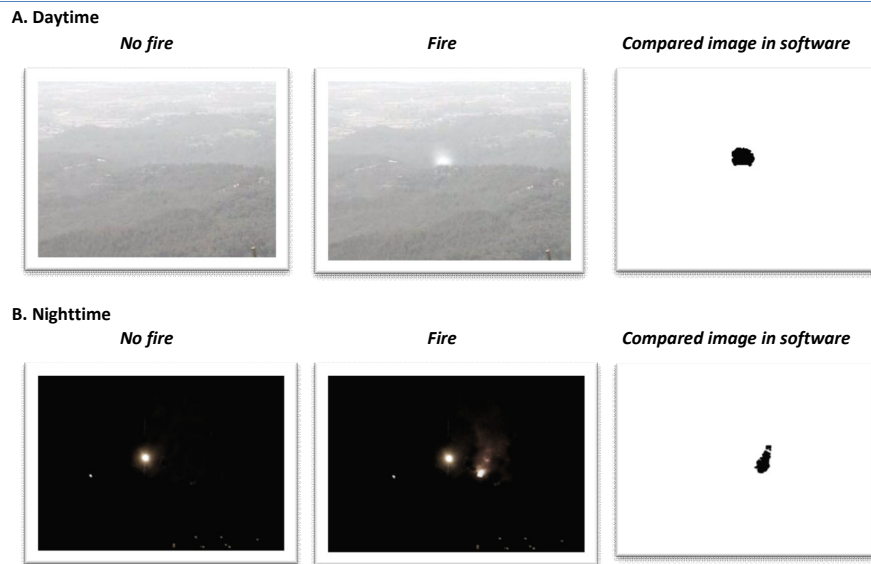 A. Daytime
No fire Fire Compared image in software
B. Nighttime
No fire Fire Compared image in software